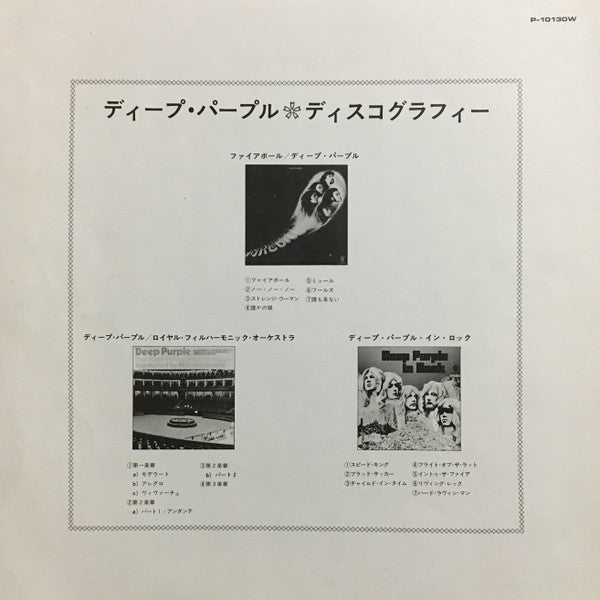 P-10130W
ディープ・パープル❀ディスコグラフィー
ファイアボール/ディープ・パープル
①ファイアボール
②ノー・ノー・ノー
③ストレンジ・ウーマン
④誰かの娘
⑤ミュール
⑥フールズ
⑦誰も来ない
ディープ・パープル/ロイヤル・フィルハーモニック・オーケストラ
Deep Purple
①第一楽章
a) モデラート
b) アレグロ
c) ヴィヴァーチェ
②第2楽章
a) パートI:アンダンテ
③第2楽章
b) パート2
④第3楽章
ディープ・パープル・イン・ロック
Deep Purple
in Rock
①スピード・キング
②ブラッド・サッカー
③チャイルド・イン・タイム
④フライト・オブ・ザ・ラット
⑤イントゥ・ザ・ファイア
⑥リヴィング・レック
⑦ハード・ラヴィン・マン